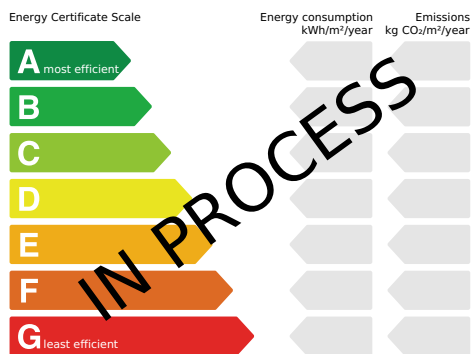 Energy Certificate Scale
Energy consumption
kWh/m²/year
Emissions
kg CO₂/m²/year
A most efficient
B
C
D
E
F
G least efficient
IN PROCESS